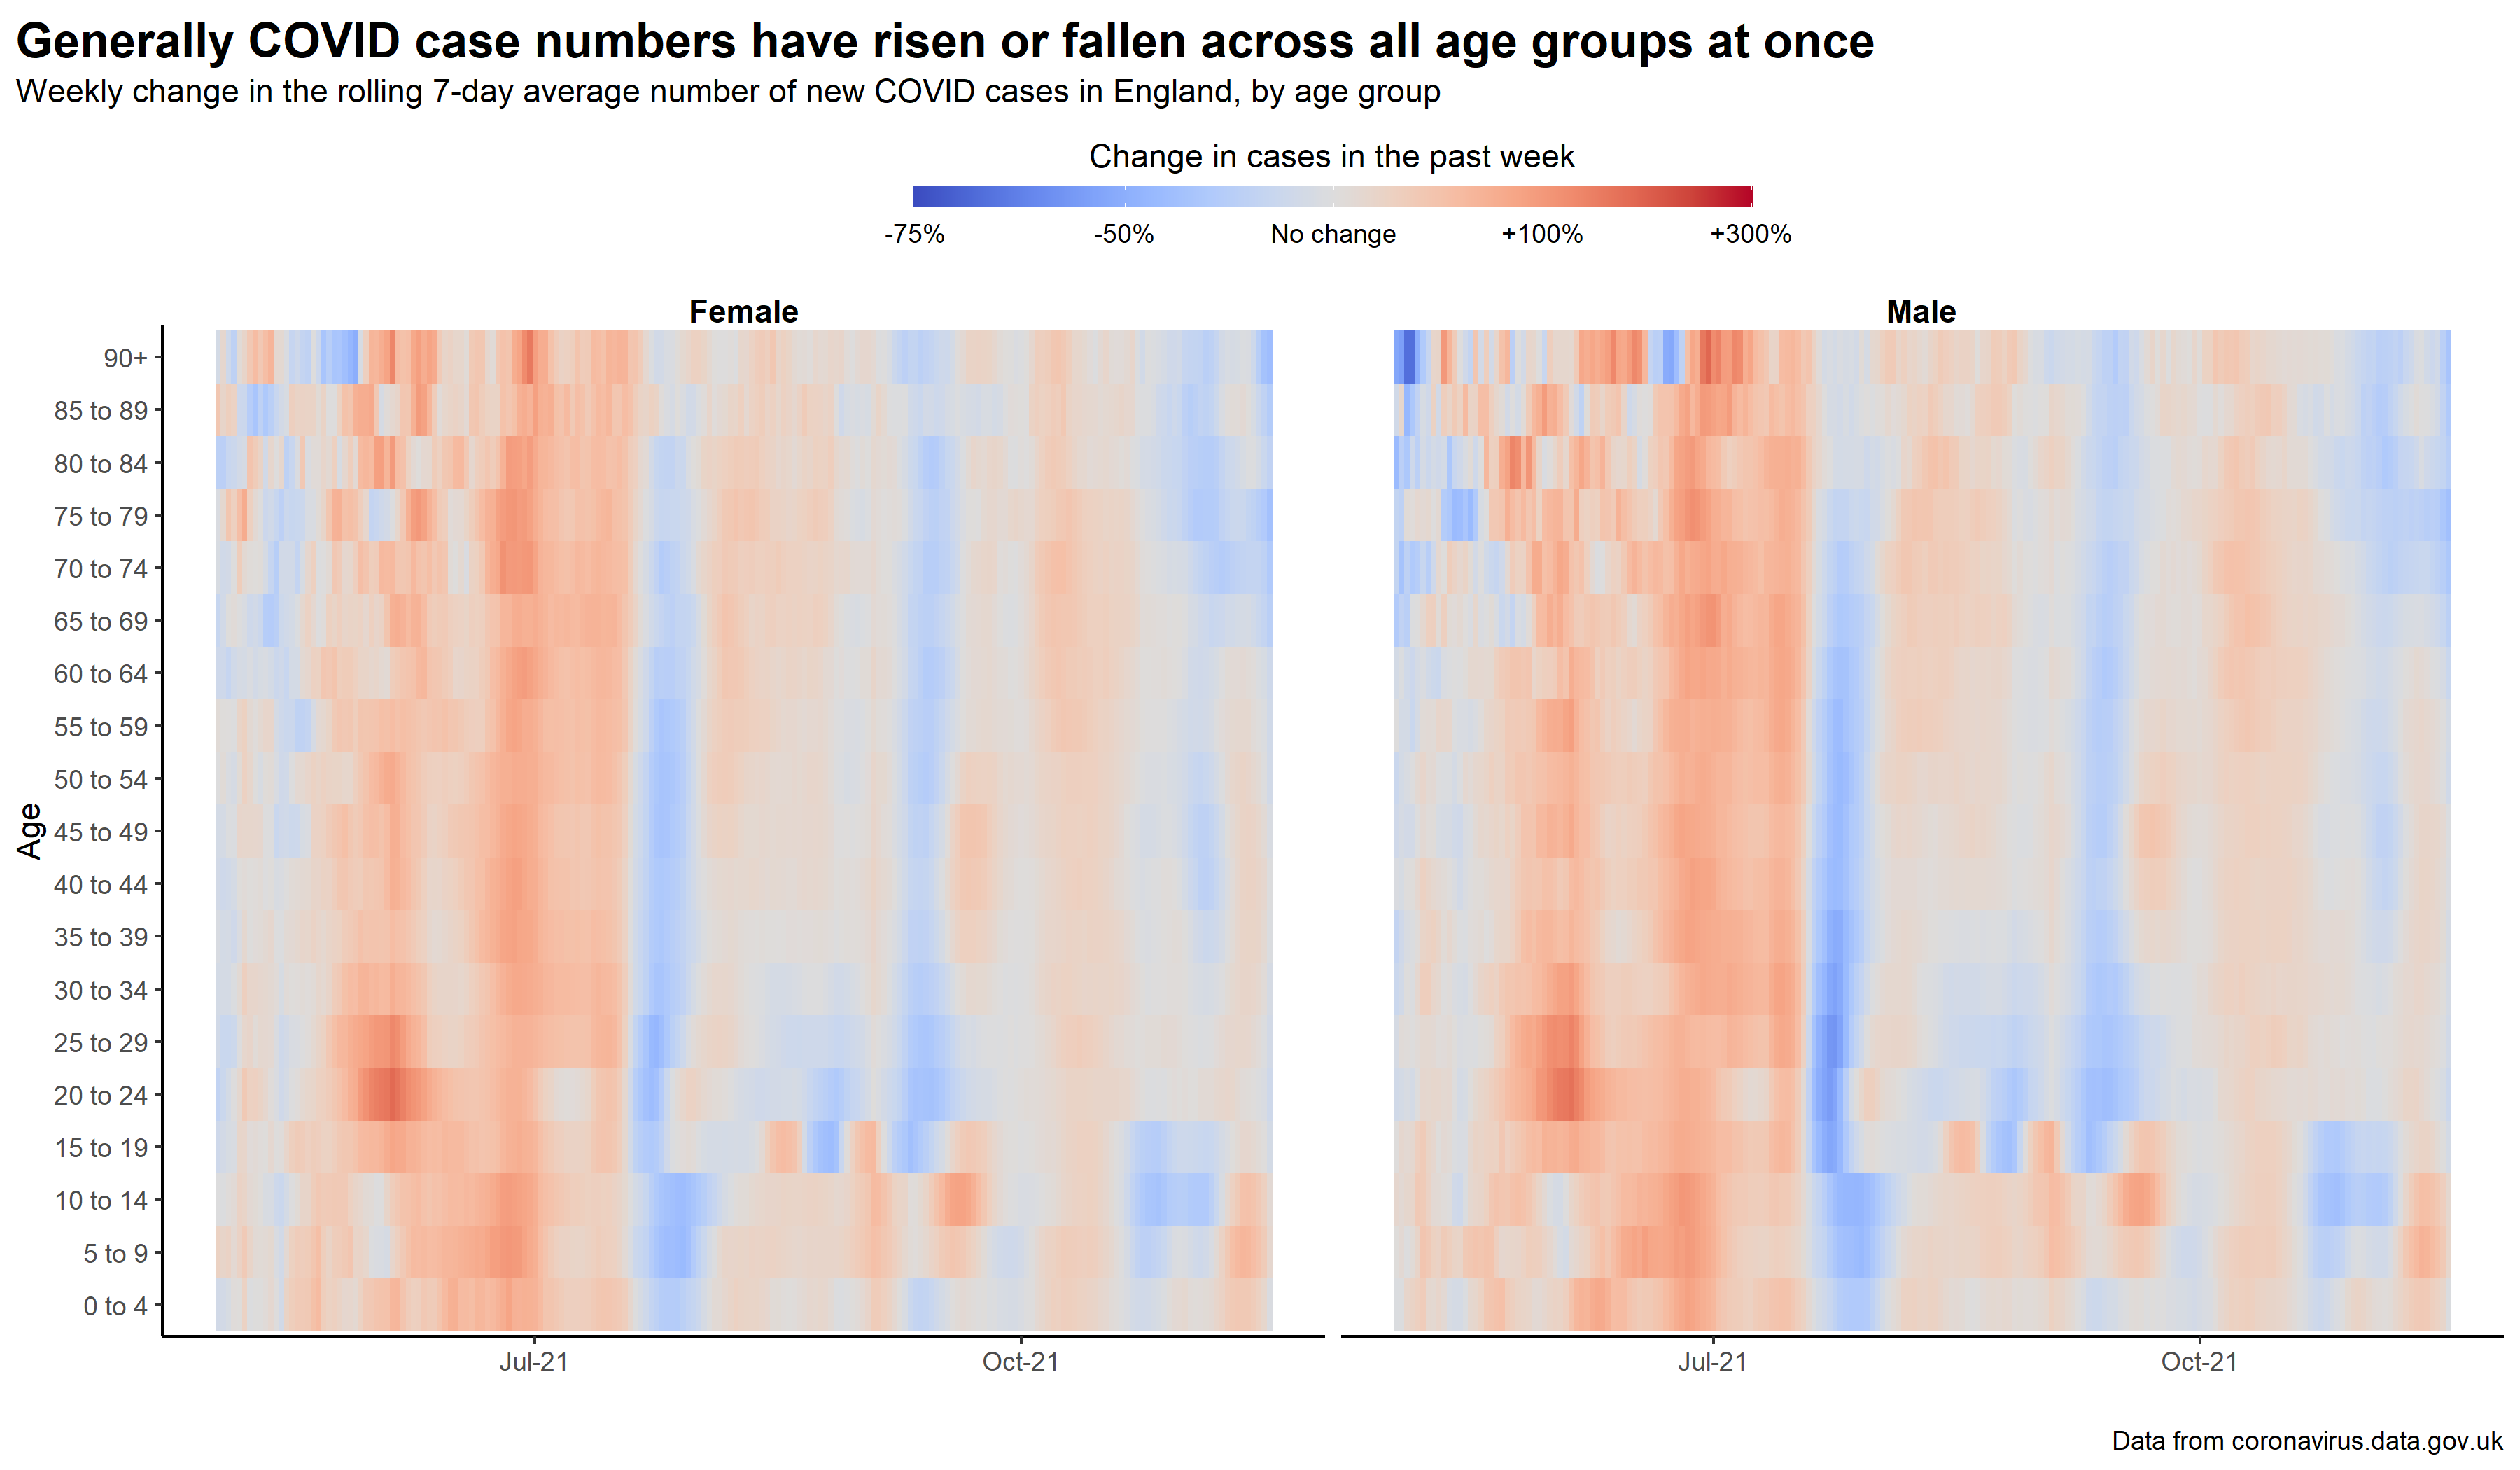 Generally COVID case numbers have risen or fallen across all age groups at once
Weekly change in the rolling 7-day average number of new COVID cases in England, by age group
Change in cases in the past week
-75% -50% No change +100% +300%
Female Male
90+
85 to 89
80 to 84
75 to 79
70 to 74
65 to 69
60 to 64
55 to 59
50 to 54
45 to 49
40 to 44
35 to 39
30 to 34
25 to 29
20 to 24
15 to 19
10 to 14
5 to 9
0 to 4
Age
Jul-21 Oct-21 Jul-21 Oct-21
Data from coronavirus.data.gov.uk